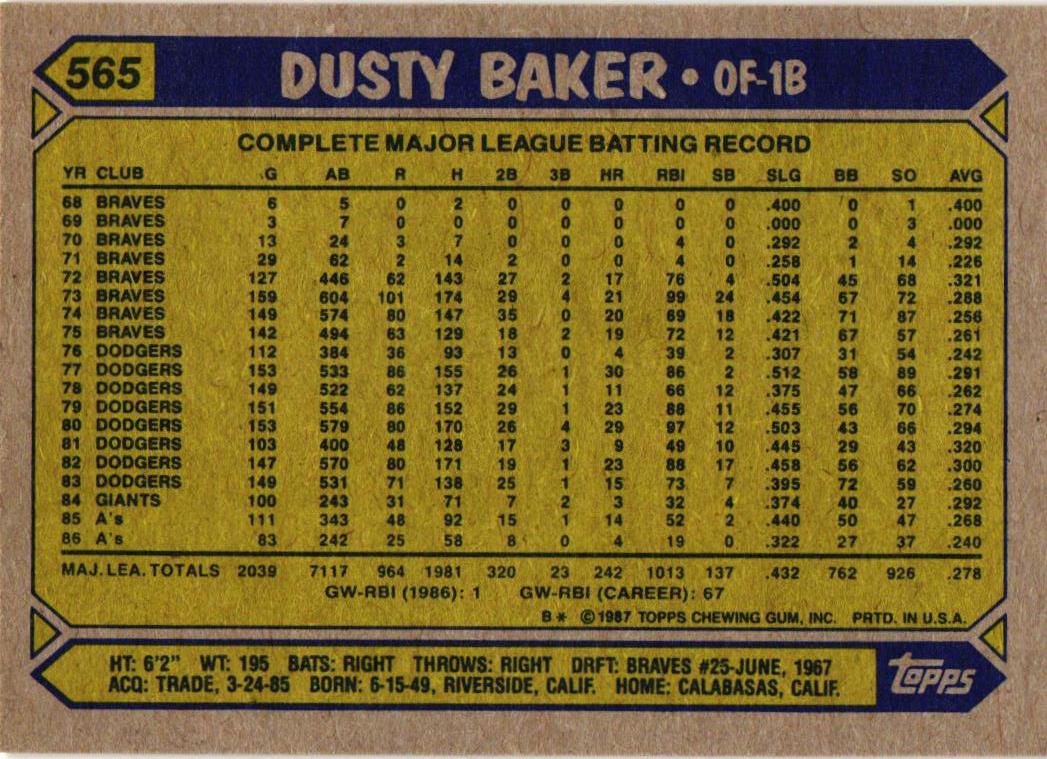 565 DUSTY BAKER • OF-1B
COMPLETE MAJOR LEAGUE BATTING RECORD
YR CLUB G AB R H 2B 3B HR RBI SB SLG BB SO AVG
68 BRAVES 6 5 0 2 0 0 0 0 0 .400 0 1 .400
69 BRAVES 3 7 0 0 0 0 0 0 0 .000 0 3 .000
70 BRAVES 13 24 3 7 0 0 0 4 0 .292 2 4 .292
71 BRAVES 29 62 2 14 2 0 0 4 0 .258 1 14 .226
72 BRAVES 127 446 62 143 27 2 17 76 4 .504 45 68 .321
73 BRAVES 159 604 101 174 29 4 21 99 24 .454 67 72 .288
74 BRAVES 149 574 80 147 35 0 20 69 18 .422 71 87 .256
75 BRAVES 142 494 63 129 18 2 19 72 12 .421 67 57 .261
76 DODGERS 112 384 36 93 13 0 4 39 2 .307 31 54 .242
77 DODGERS 153 533 86 155 26 1 30 86 2 .512 58 89 .291
78 DODGERS 149 522 62 137 24 1 11 66 12 .375 47 66 .262
79 DODGERS 151 554 86 152 29 1 23 88 11 .455 56 70 .274
80 DODGERS 153 579 80 170 26 4 29 97 12 .503 43 66 .294
81 DODGERS 103 400 48 128 17 3 9 49 10 .445 29 43 .320
82 DODGERS 147 570 80 171 19 1 23 88 17 .458 56 62 .300
83 DODGERS 149 531 71 138 25 1 15 73 7 .395 72 59 .260
84 GIANTS 100 243 31 71 7 2 3 32 4 .374 40 27 .292
85 A's 111 343 48 92 15 1 14 52 2 .440 50 47 .268
86 A's 83 242 25 58 8 0 4 19 0 .322 27 37 .240
MAJ. LEA. TOTALS 2039 7117 964 1981 320 23 242 1013 137 .432 762 926 .278
GW-RBI (1986): 1 GW-RBI (CAREER): 67
B* ©1987 TOPPS CHEWING GUM, INC. PRTD. IN U.S.A.
HT: 6'2" WT: 195 BATS: RIGHT THROWS: RIGHT DRFT: BRAVES #25-JUNE, 1967
ACQ: TRADE, 3-24-85 BORN: 6-15-49, RIVERSIDE, CALIF. HOME: CALABASAS, CALIF.
TOPPS